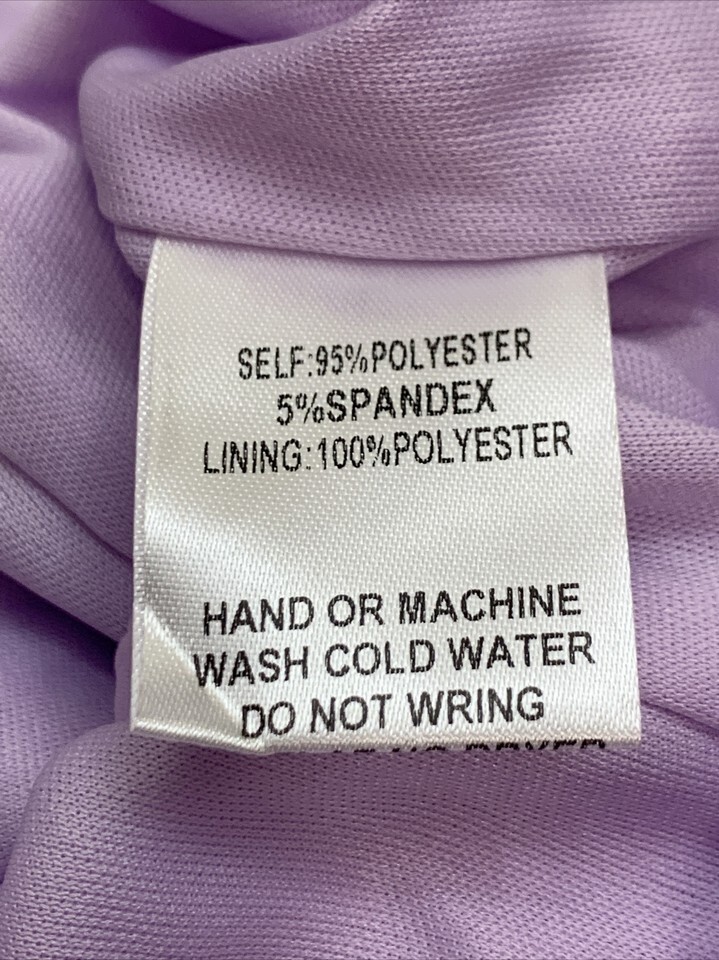 SELF:95%POLYESTER
5%SPANDEX
LINING:100%POLYESTER
HAND OR MACHINE
WASH COLD WATER
DO NOT WRING